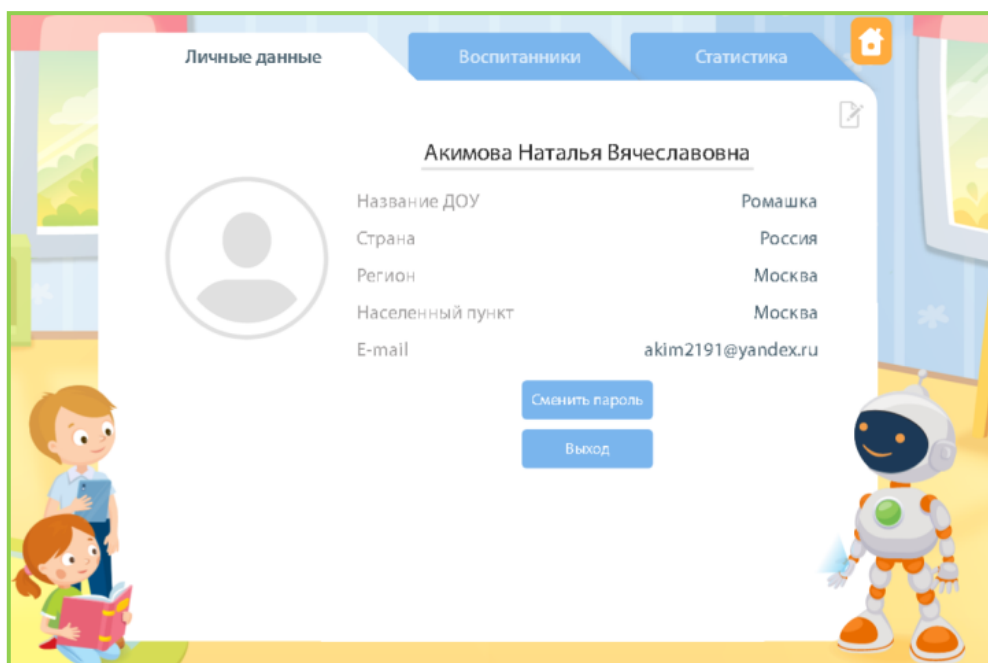 Личные данные
Воспитанники
Статистика
Акимова Наталья Вячеславовна
Название ДОУ Ромашка
Страна Россия
Регион Москва
Населенный пункт Москва
E-mail akim2191@yandex.ru
Сменить пароль
Выход